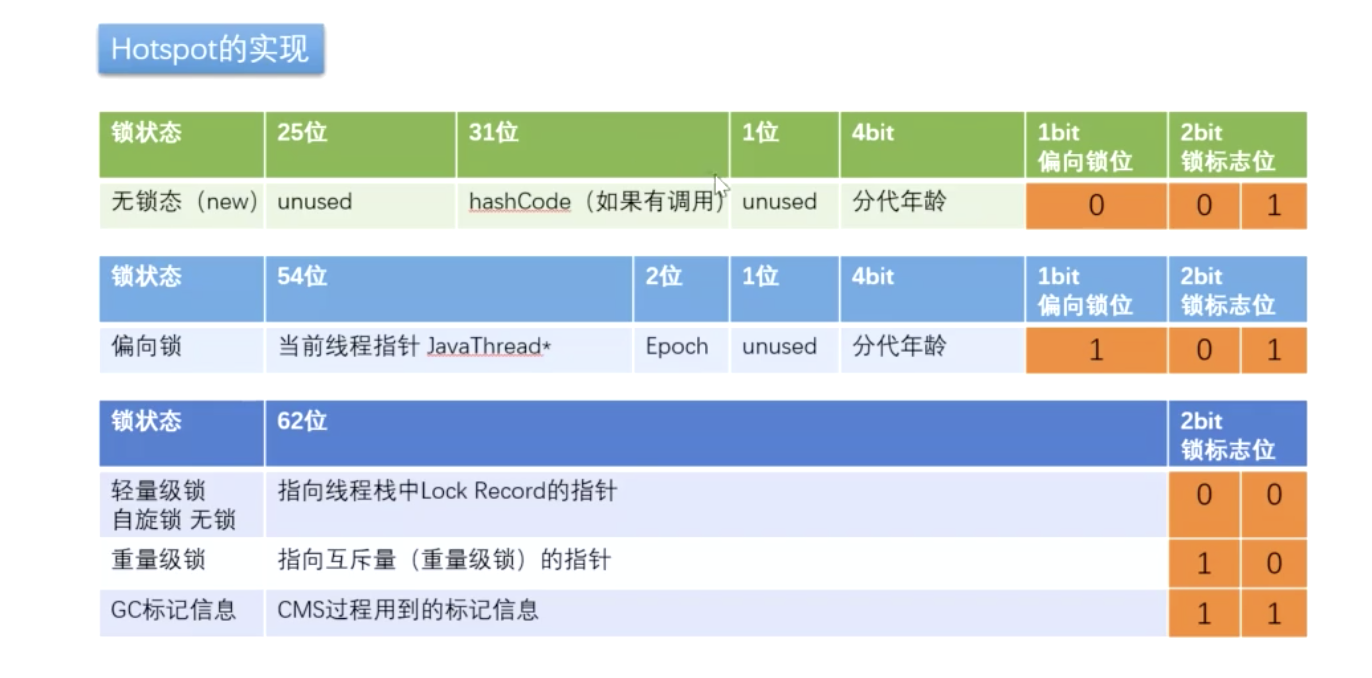 Hotspot的实现
锁状态 25位 31位 1位 4bit 1bit 2bit
偏向锁位 锁标志位
无锁态（new） unused hashCode（如果有调用） unused 分代年龄 0 0 1
锁状态 54位 2位 1位 4bit 1bit 2bit
偏向锁位 锁标志位
偏向锁 当前线程指针 JavaThread* Epoch unused 分代年龄 1 0 1
锁状态 62位 2bit
锁标志位
轻量级锁 指向线程栈中Lock Record的指针 0 0
自旋锁 无锁
重量级锁 指向互斥量（重量级锁）的指针 1 0
GC标记信息 CMS过程用到的标记信息 1 1